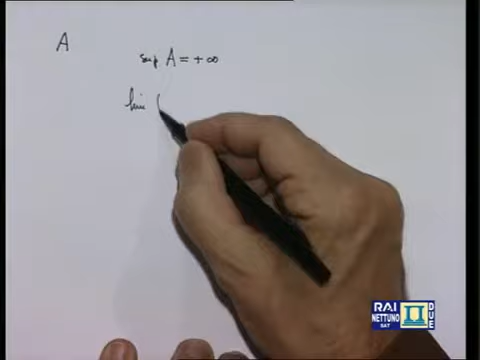 A
sup A = + ∞
lim (
RAI
NETTUNO
SAT
DUE